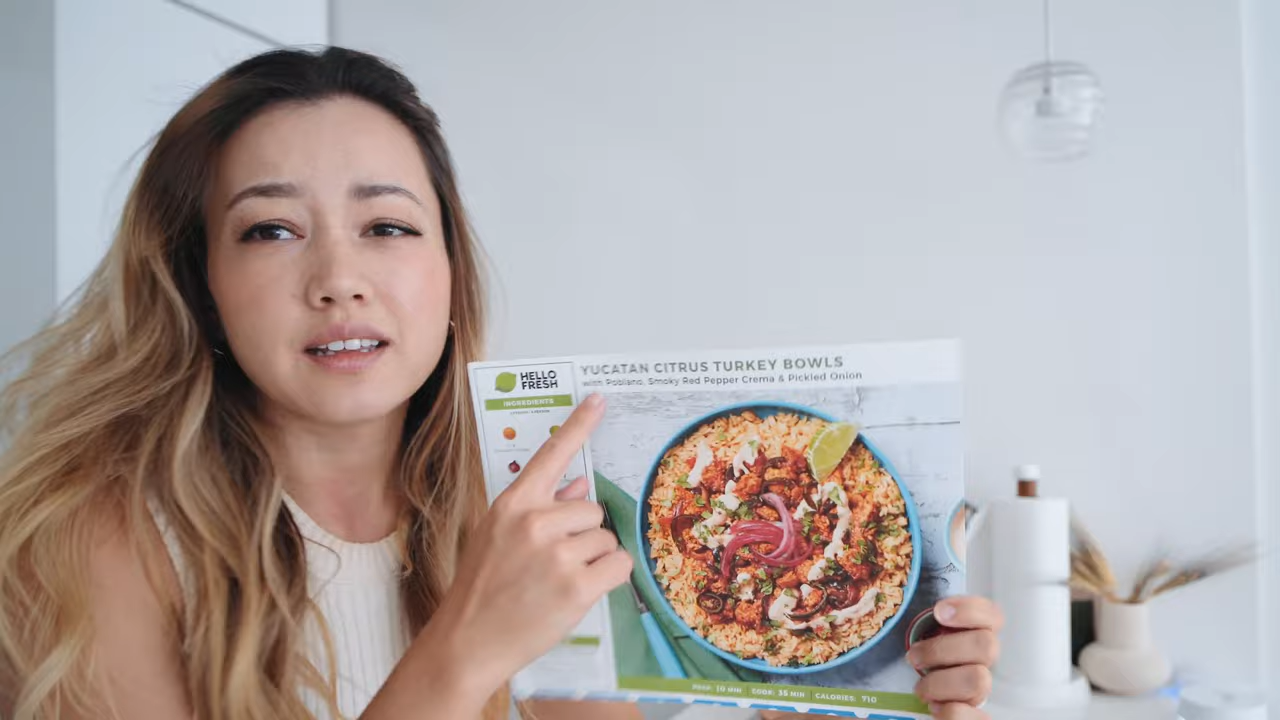 HELLO
FRESH
INGREDIENTS
YUCATAN CITRUS TURKEY BOWLS
with Poblano, Smoky Red Pepper Crema & Pickled Onion
PREP: 10 MIN COOK: 35 MIN CALORIES: 710